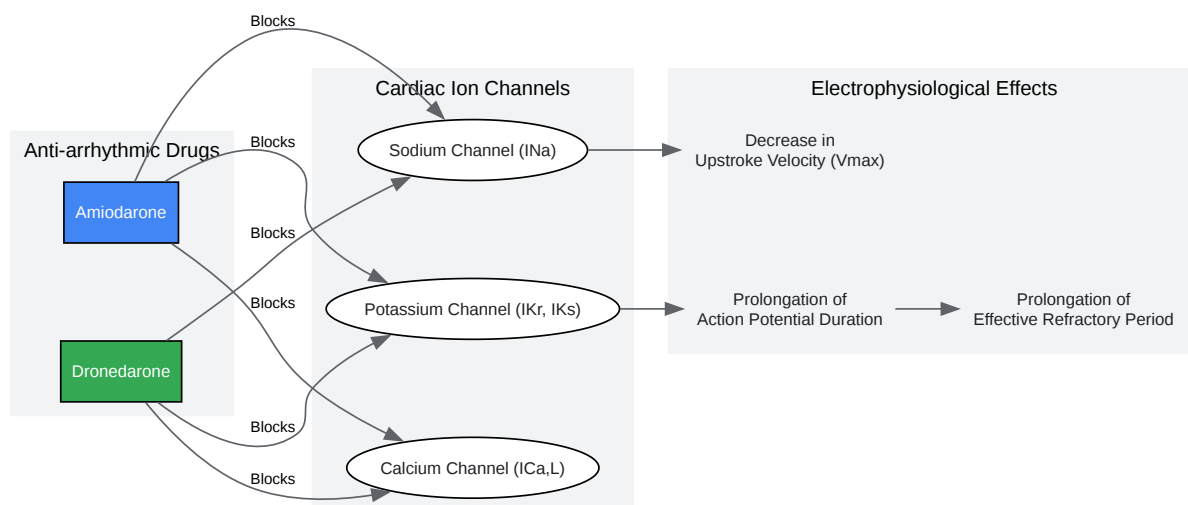 Blocks
Cardiac Ion Channels
Electrophysiological Effects
Anti-arrhythmic Drugs
Blocks
Sodium Channel (INa)
Decrease in
Upstroke Velocity (Vmax)
Amiodarone
Blocks
Blocks
Potassium Channel (IKr, IKs)
Prolongation of
Action Potential Duration
Prolongation of
Effective Refractory Period
Dronedarone
Blocks
Calcium Channel (ICa,L)
Blocks